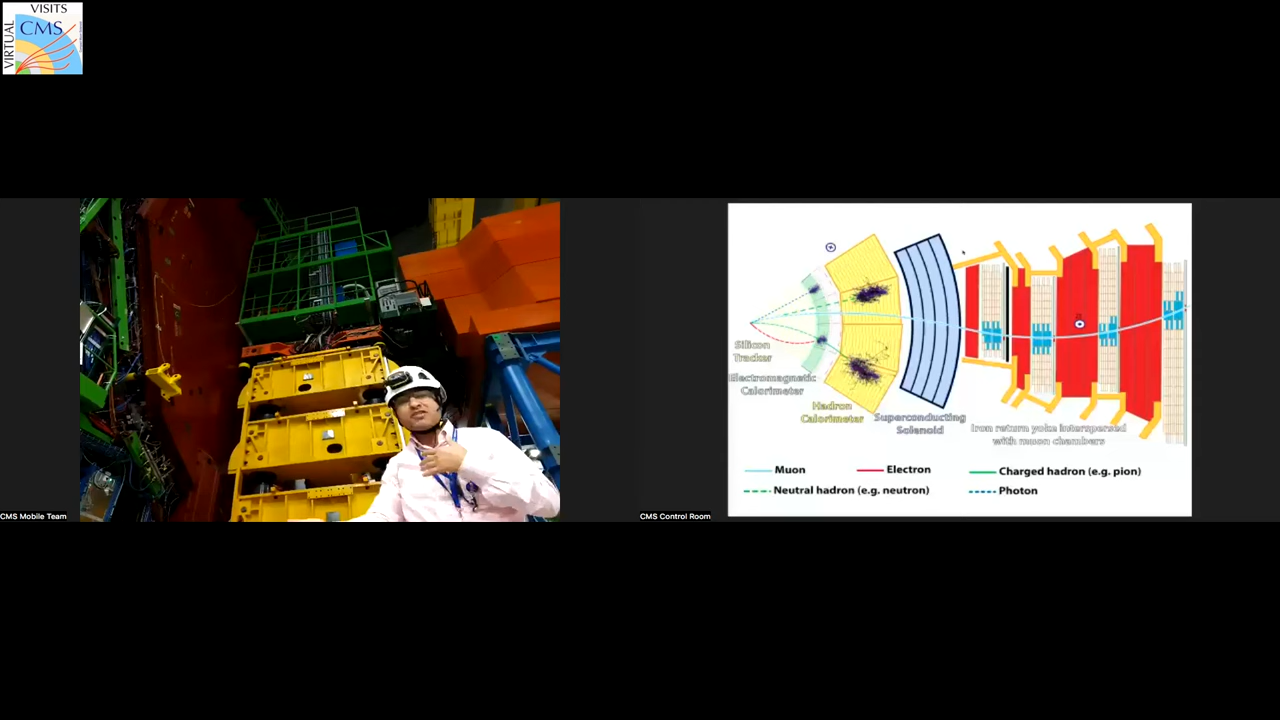 VISITS
CMS
VIRTUAL
Silicon
Tracker
Electromagnetic
Calorimeter
Hadron
Calorimeter
Superconducting
Solenoid
Iron return yoke interspersed
with muon chambers
Muon
Electron
Charged hadron (e.g. pion)
Neutral hadron (e.g. neutron)
Photon
CMS Mobile Team
CMS Control Room